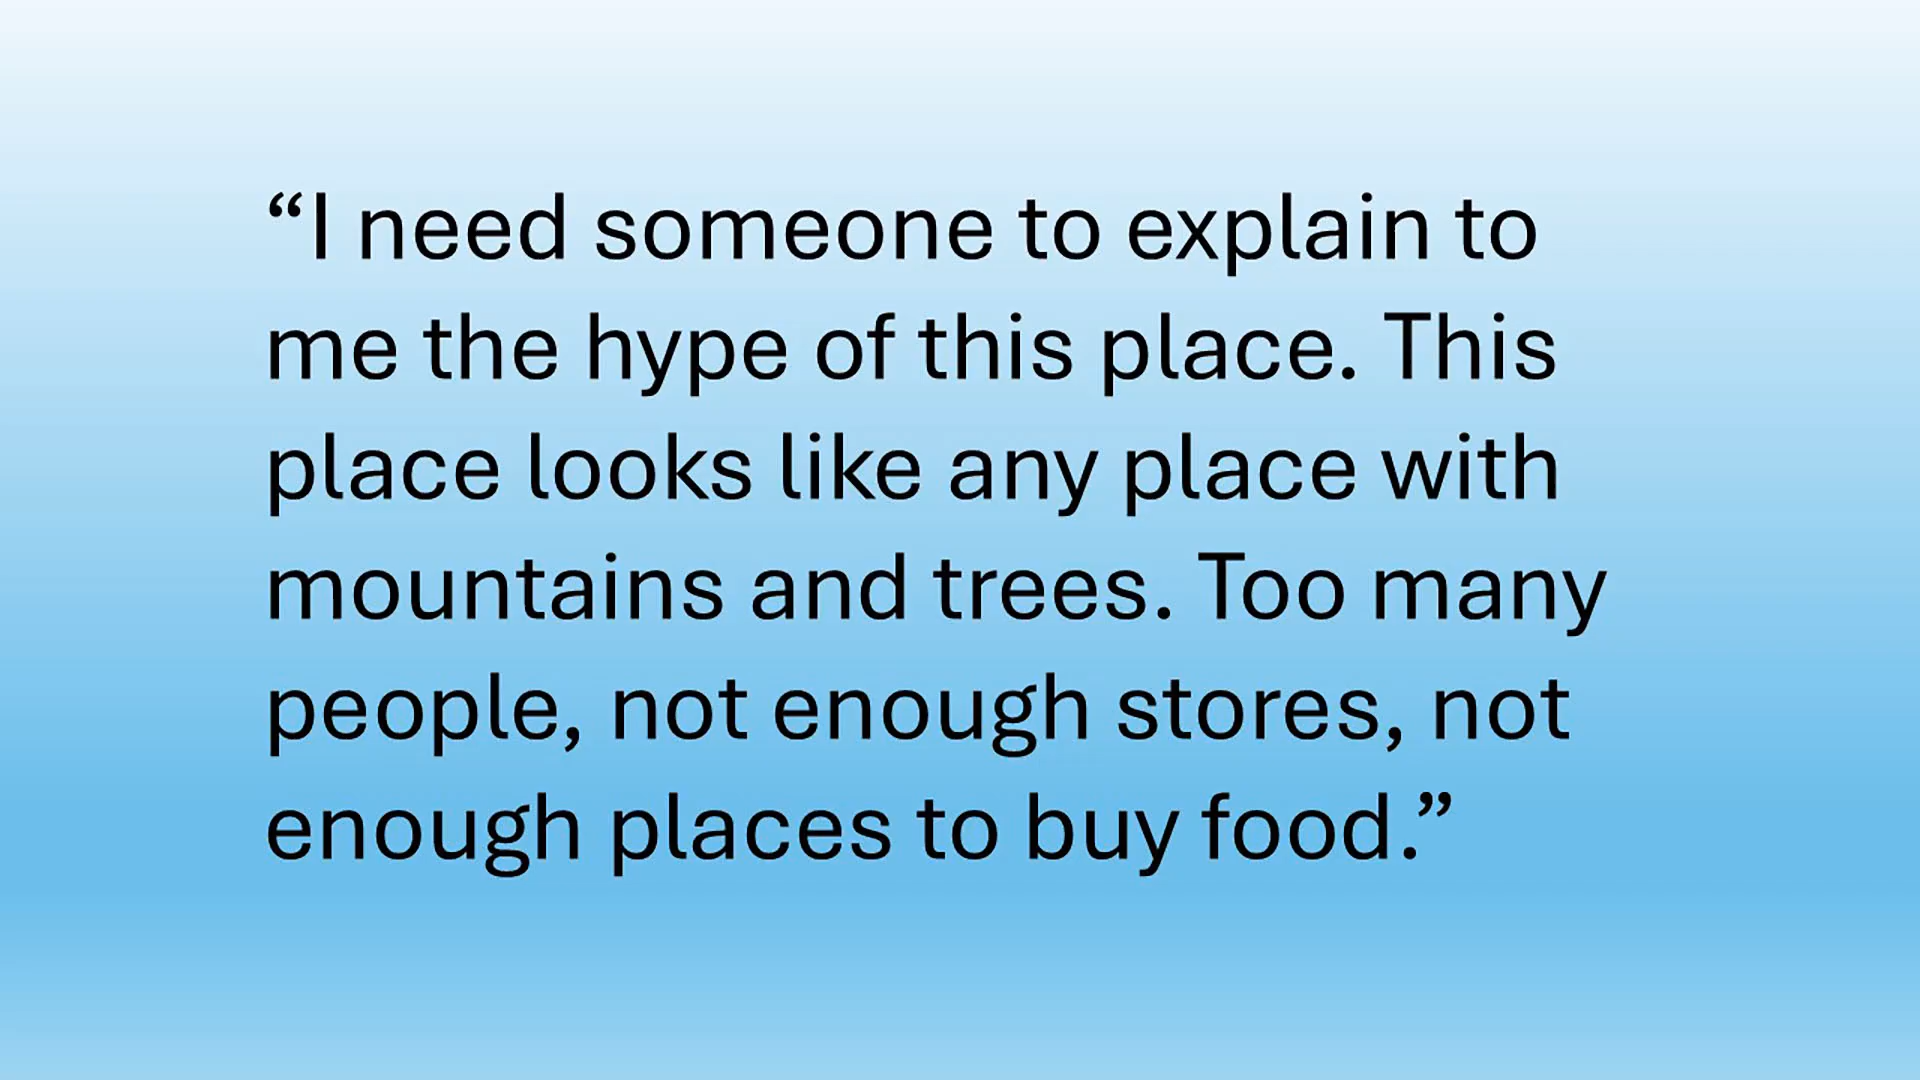 “I need someone to explain to
me the hype of this place. This
place looks like any place with
mountains and trees. Too many
people, not enough stores, not
enough places to buy food.”